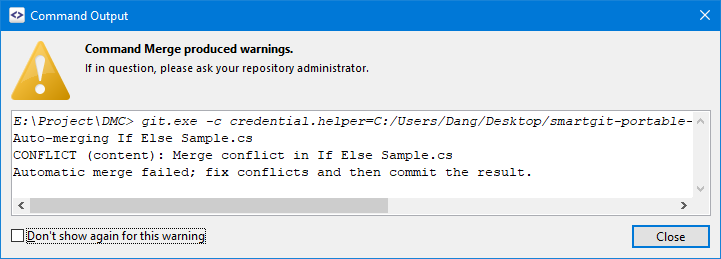 Command Output
Command Merge produced warnings.
If in question, please ask your repository administrator.
E:\Project\DMC> git.exe -c credential.helper=C:/Users/Dang/Desktop/smartgit-portable-
Auto-merging If Else Sample.cs
CONFLICT (content): Merge conflict in If Else Sample.cs
Automatic merge failed; fix conflicts and then commit the result.
Don't show again for this warning
Close